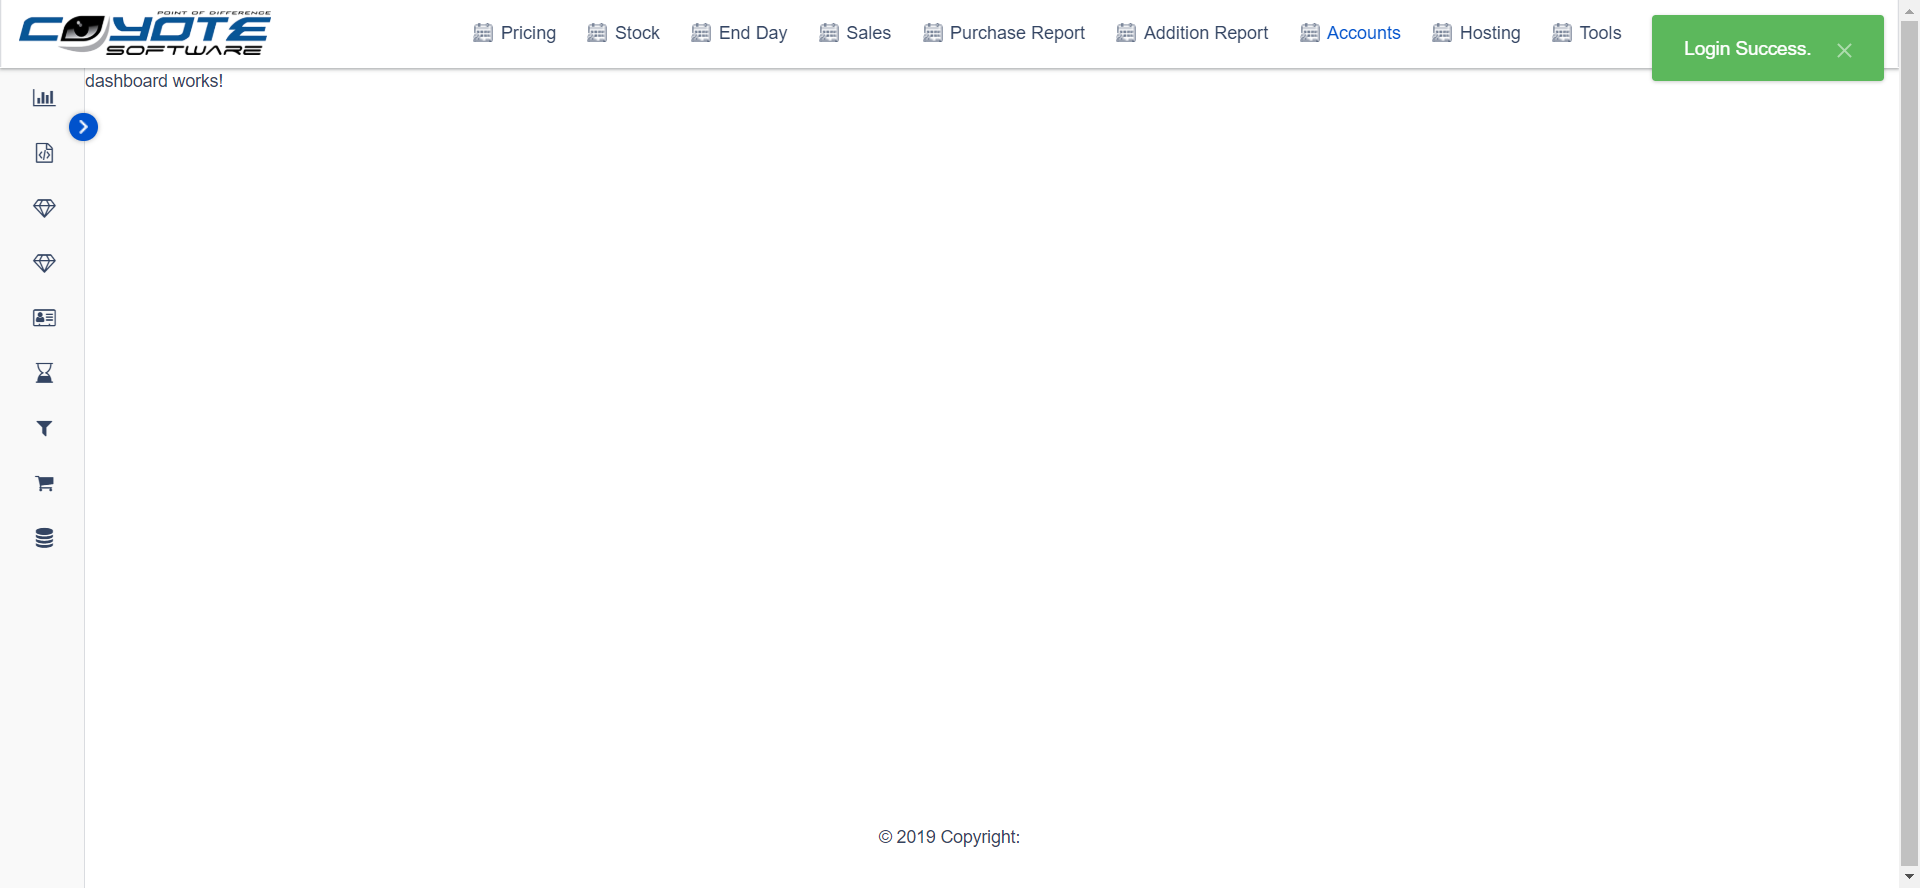 POINT OF DIFFERENCE
COYOTE
SOFTWARE
Pricing Stock End Day Sales Purchase Report Addition Report Accounts Hosting Tools
Login Success.
dashboard works!
© 2019 Copyright: